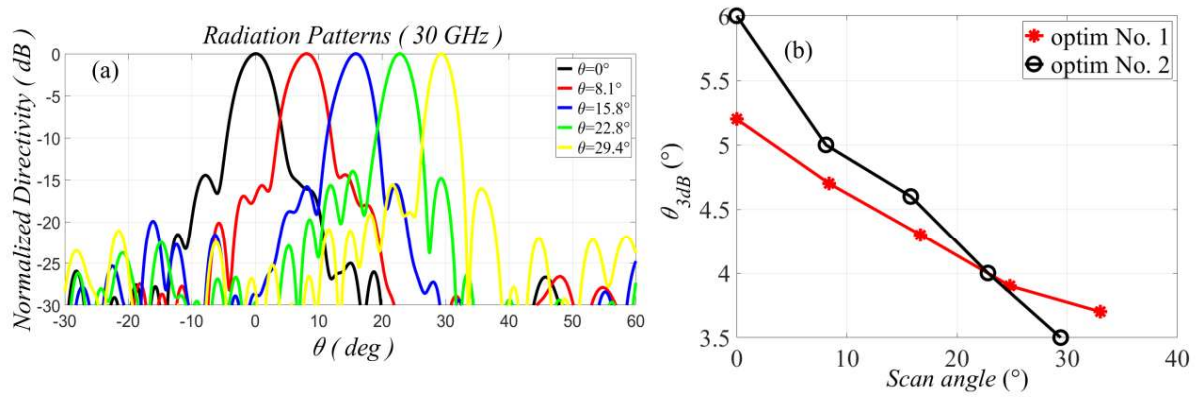 Radiation Patterns ( 30 GHz )
(a)
Normalized Directivity ( dB )
0
-5
-10
-15
-20
-25
-30
-30 -20 -10 0 10 20 30 40 50 60
θ ( deg )
θ=0°
θ=8.1°
θ=15.8°
θ=22.8°
θ=29.4°
(b)
optim No. 1
optim No. 2
θ3dB (°)
6
5.5
5
4.5
4
3.5
0 10 20 30 40
Scan angle (°)